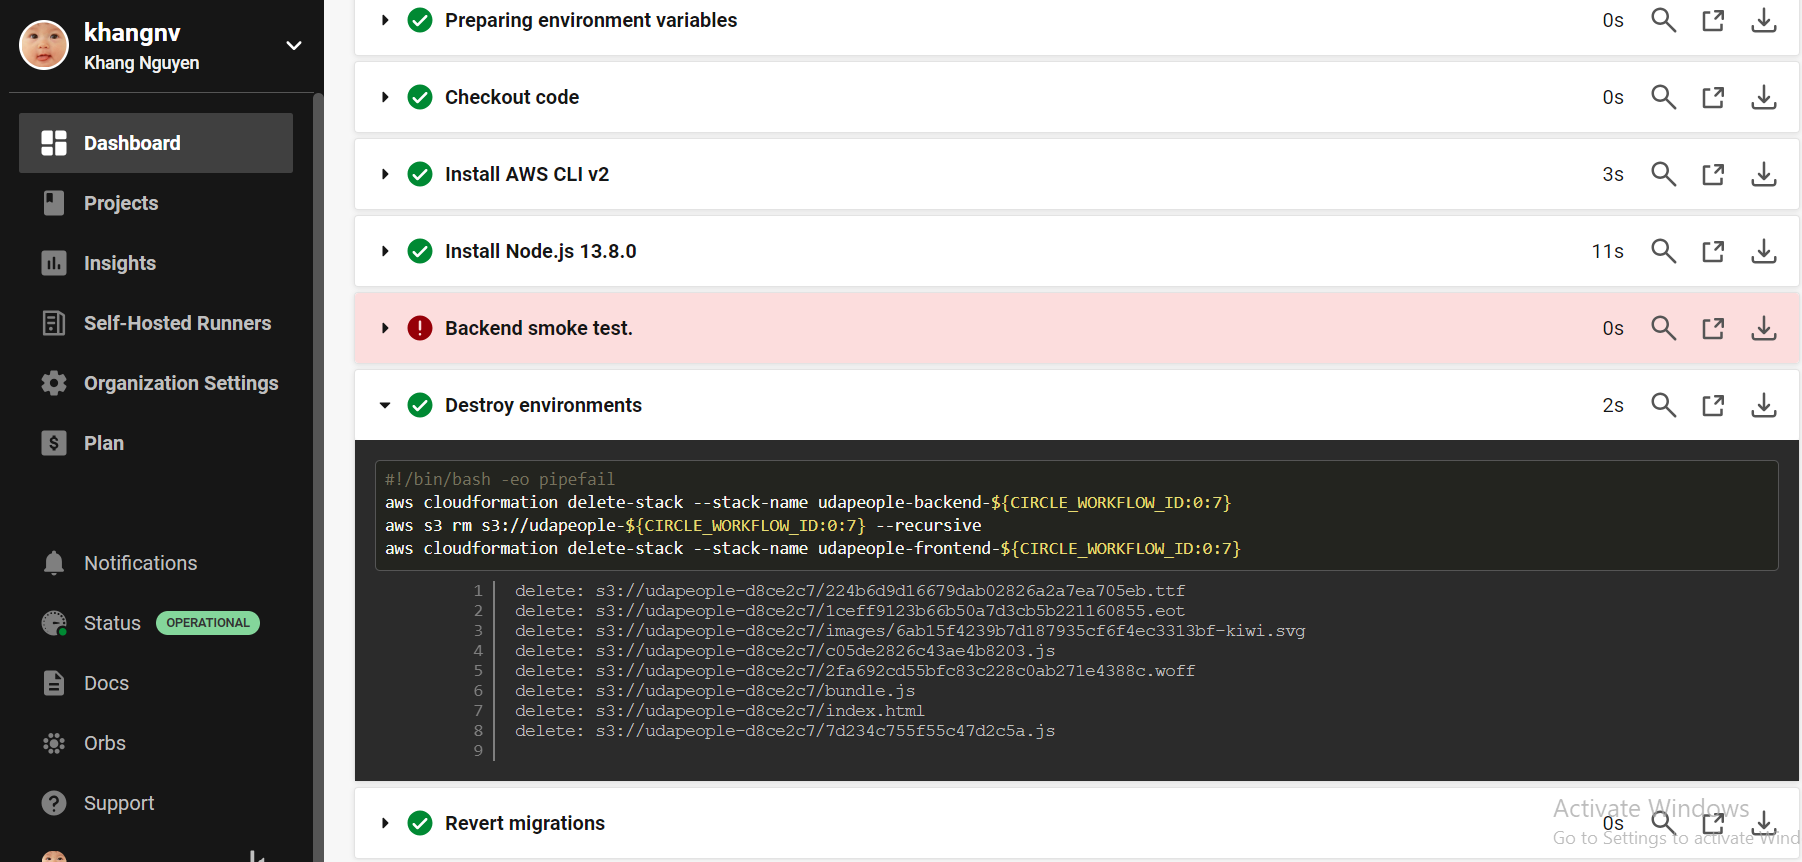 khangnv
Khang Nguyen
Dashboard
Projects
Insights
Self-Hosted Runners
Organization Settings
Plan
Notifications
Status OPERATIONAL
Docs
Orbs
Support
Preparing environment variables 0s
Checkout code 0s
Install AWS CLI v2 3s
Install Node.js 13.8.0 11s
Backend smoke test. 0s
Destroy environments 2s
#!/bin/bash -eo pipefail
aws cloudformation delete-stack --stack-name udapeople-backend-${CIRCLE_WORKFLOW_ID:0:7}
aws s3 rm s3://udapeople-${CIRCLE_WORKFLOW_ID:0:7} --recursive
aws cloudformation delete-stack --stack-name udapeople-frontend-${CIRCLE_WORKFLOW_ID:0:7}
1 delete: s3://udapeople-d8ce2c7/224b6d9d16679dab02826a2a7ea705eb.ttf
2 delete: s3://udapeople-d8ce2c7/1ceff9123b66b50a7d3cb5b221160855.eot
3 delete: s3://udapeople-d8ce2c7/images/6ab15f4239b7d187935cf6f4ec3313bf-kiwi.svg
4 delete: s3://udapeople-d8ce2c7/c05de2826c43ae4b8203.js
5 delete: s3://udapeople-d8ce2c7/2fa692cd55bfc83c228c0ab271e4388c.woff
6 delete: s3://udapeople-d8ce2c7/bundle.js
7 delete: s3://udapeople-d8ce2c7/index.html
8 delete: s3://udapeople-d8ce2c7/7d234c755f55c47d2c5a.js
9
Revert migrations 0s
Activate Windows
Go to Settings to activate Wind